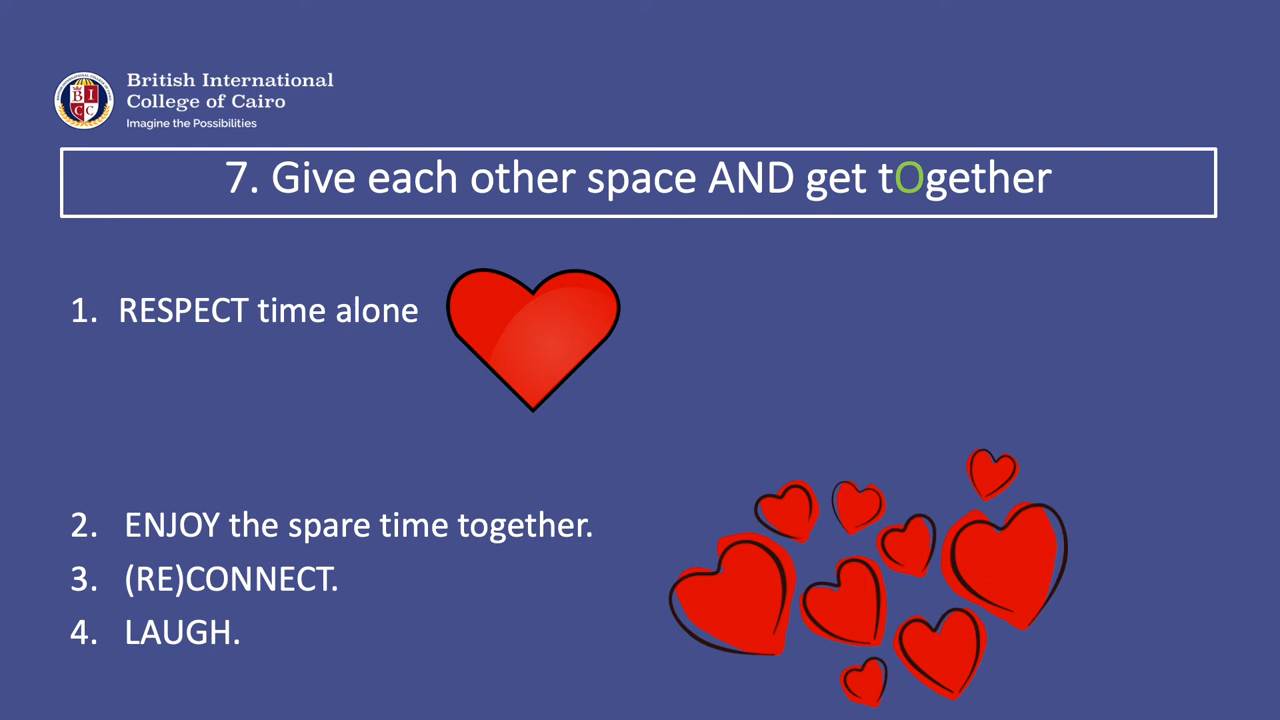 British International
College of Cairo
Imagine the Possibilities
7. Give each other space AND get tOgether
1. RESPECT time alone
2. ENJOY the spare time together.
3. (RE)CONNECT.
4. LAUGH.